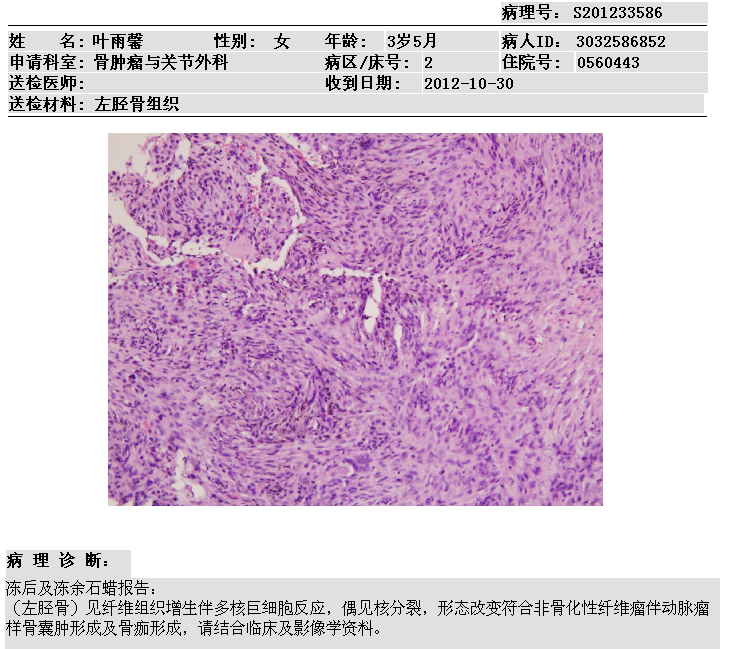 病理号: S201233586
姓 名: 叶雨馨 性别: 女 年龄: 3岁5月 病人ID: 3032586852
申请科室: 骨肿瘤与关节外科 病区/床号: 2 住院号: 0560443
送检医师: 收到日期: 2012-10-30
送检材料: 左胫骨组织
病 理 诊 断:
冻后及冻余石蜡报告:
（左胫骨）见纤维组织增生伴多核巨细胞反应，偶见核分裂，形态改变符合非骨化性纤维瘤伴动脉瘤
样骨囊肿形成及骨痂形成，请结合临床及影像学资料。